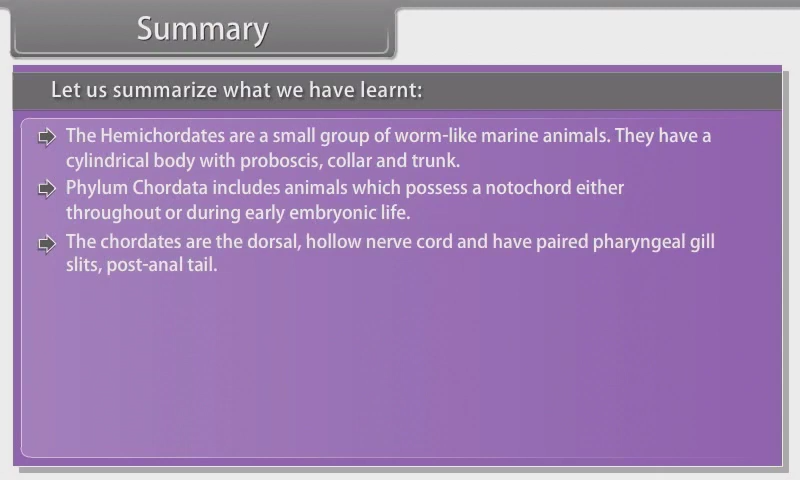 Summary
Let us summarize what we have learnt:
The Hemichordates are a small group of worm-like marine animals. They have a
cylindrical body with proboscis, collar and trunk.
Phylum Chordata includes animals which possess a notochord either
throughout or during early embryonic life.
The chordates are the dorsal, hollow nerve cord and have paired pharyngeal gill
slits, post-anal tail.